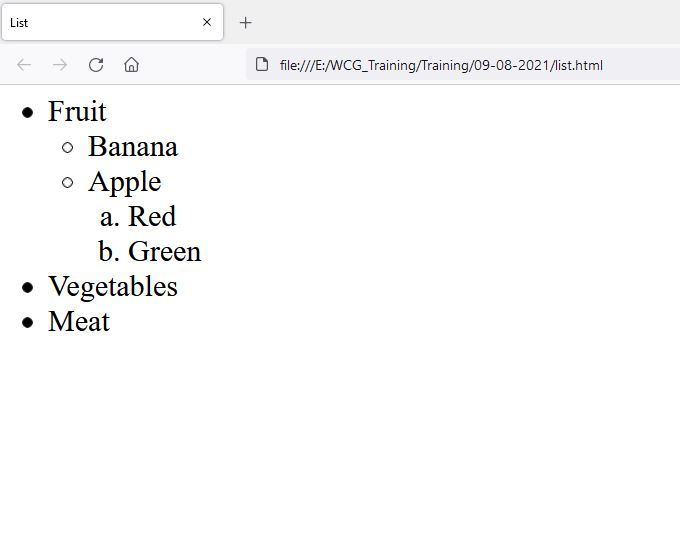 List
file:///E:/WCG_Training/Training/09-08-2021/list.html
Fruit
Banana
Apple
a. Red
b. Green
Vegetables
Meat